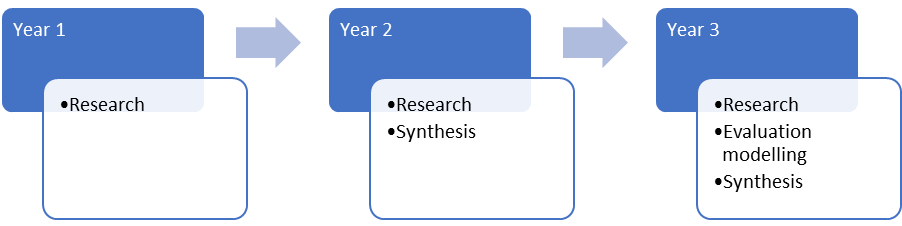 Year 1
•Research
Year 2
•Research
•Synthesis
Year 3
•Research
•Evaluation
modelling
•Synthesis